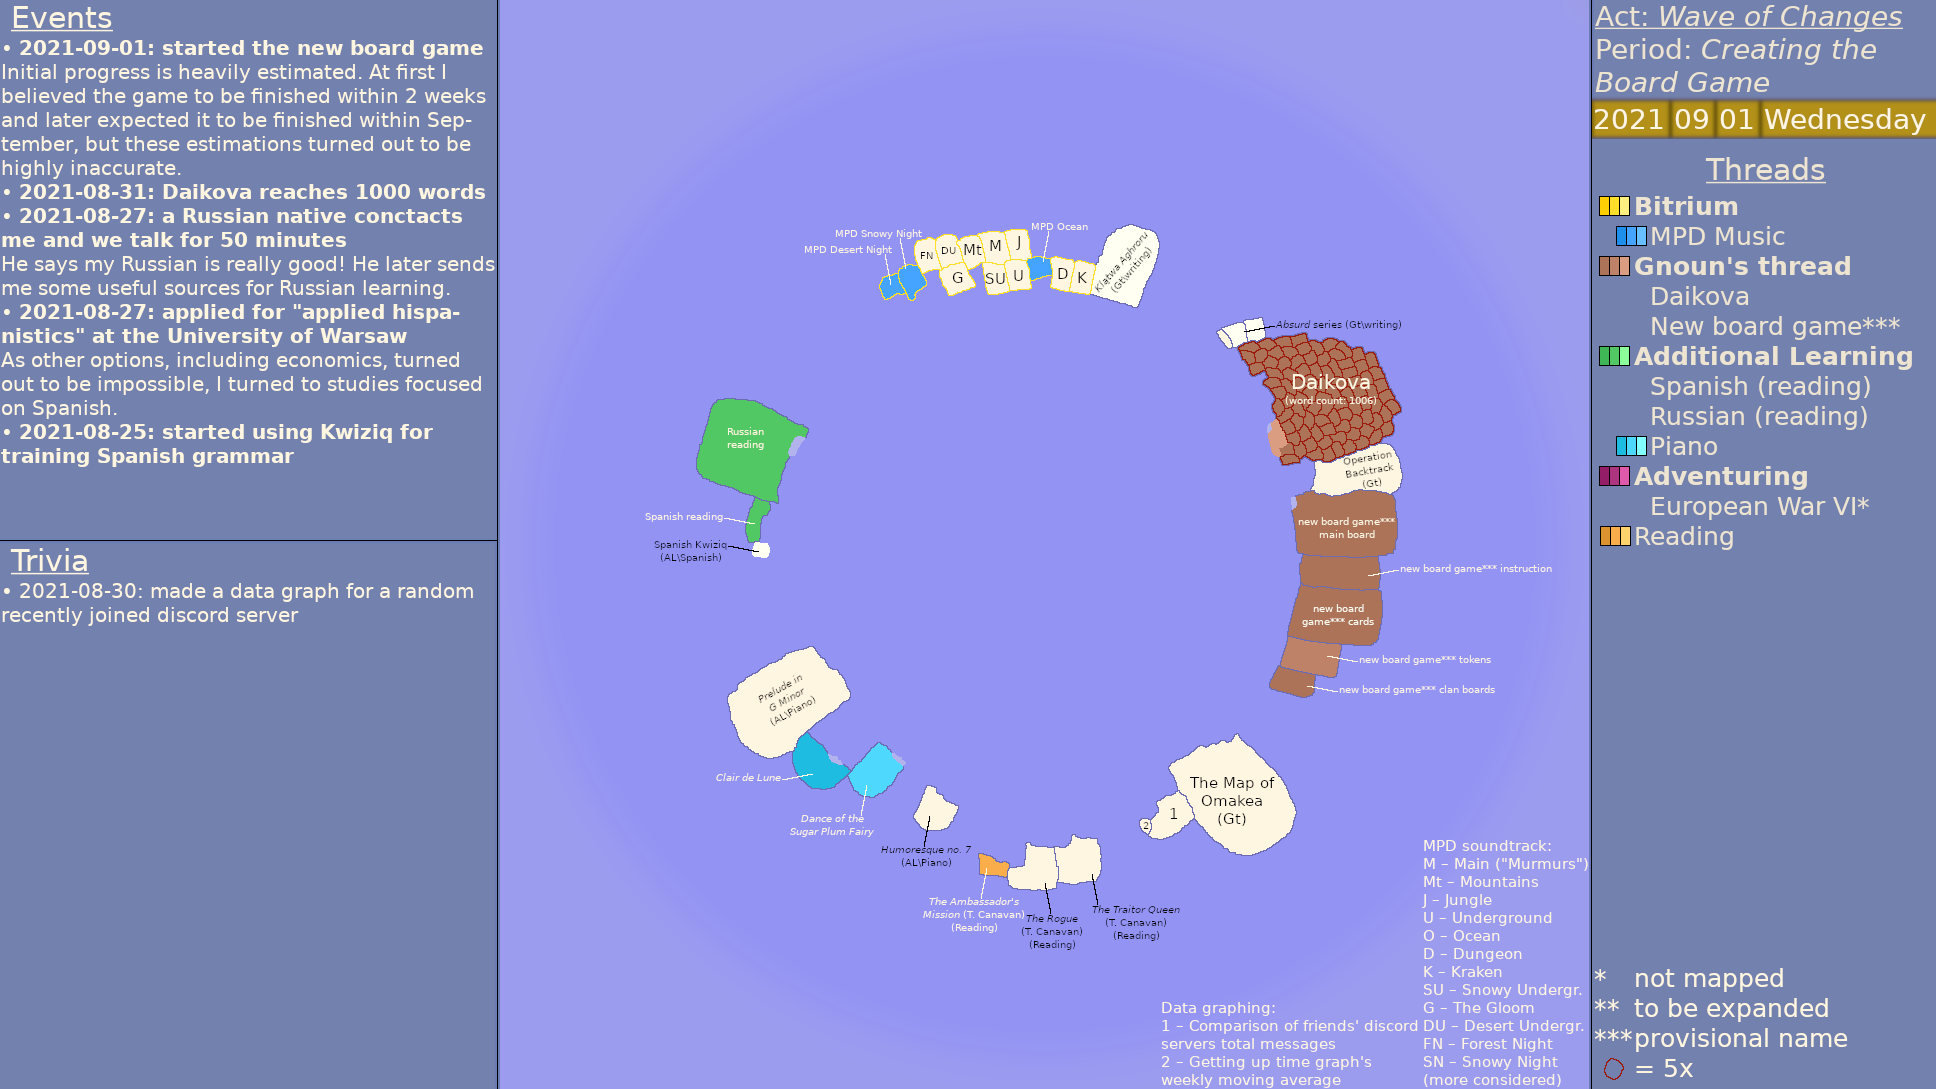 Events
• 2021-09-01: started the new board game
Initial progress is heavily estimated. At first I
believed the game to be finished within 2 weeks
and later expected it to be finished within Sep-
tember, but these estimations turned out to be
highly inaccurate.
• 2021-08-31: Daikova reaches 1000 words
• 2021-08-27: a Russian native conctacts
me and we talk for 50 minutes
He says my Russian is really good! He later sends
me some useful sources for Russian learning.
• 2021-08-27: applied for "applied hispa-
nistics" at the University of Warsaw
As other options, including economics, turned
out to be impossible, I turned to studies focused
on Spanish.
• 2021-08-25: started using Kwiziq for
training Spanish grammar
Trivia
• 2021-08-30: made a data graph for a random
recently joined discord server
MPD Snowy Night
MPD Desert Night
FN
DU
Mt
M
J
MPD Ocean
G
SU
U
D
K
Klątwa Aghroru
(Gt\writing)
Absurd series (Gt\writing)
Daikova
(word count: 1006)
Operation
Backtrack
(Gt)
new board game***
main board
new board game*** instruction
new board
game*** cards
new board game*** tokens
new board game*** clan boards
Russian
reading
Spanish reading
Spanish Kwiziq
(AL\Spanish)
Prelude in
G Minor
(AL\Piano)
Clair de Lune
Dance of the
Sugar Plum Fairy
Humoresque no. 7
(AL\Piano)
The Ambassador's
Mission (T. Canavan)
(Reading)
The Rogue
(T. Canavan)
(Reading)
The Traitor Queen
(T. Canavan)
(Reading)
The Map of
Omakea
(Gt)
1
2
Data graphing:
1 – Comparison of friends' discord
servers total messages
2 – Getting up time graph's
weekly moving average
MPD soundtrack:
M – Main ("Murmurs")
Mt – Mountains
J – Jungle
U – Underground
O – Ocean
D – Dungeon
K – Kraken
SU – Snowy Undergr.
G – The Gloom
DU – Desert Undergr.
FN – Forest Night
SN – Snowy Night
(more considered)
Act: Wave of Changes
Period: Creating the
Board Game
2021 09 01 Wednesday
Threads
Bitrium
MPD Music
Gnoun's thread
Daikova
New board game***
Additional Learning
Spanish (reading)
Russian (reading)
Piano
Adventuring
European War VI*
Reading
* not mapped
** to be expanded
*** provisional name
= 5x